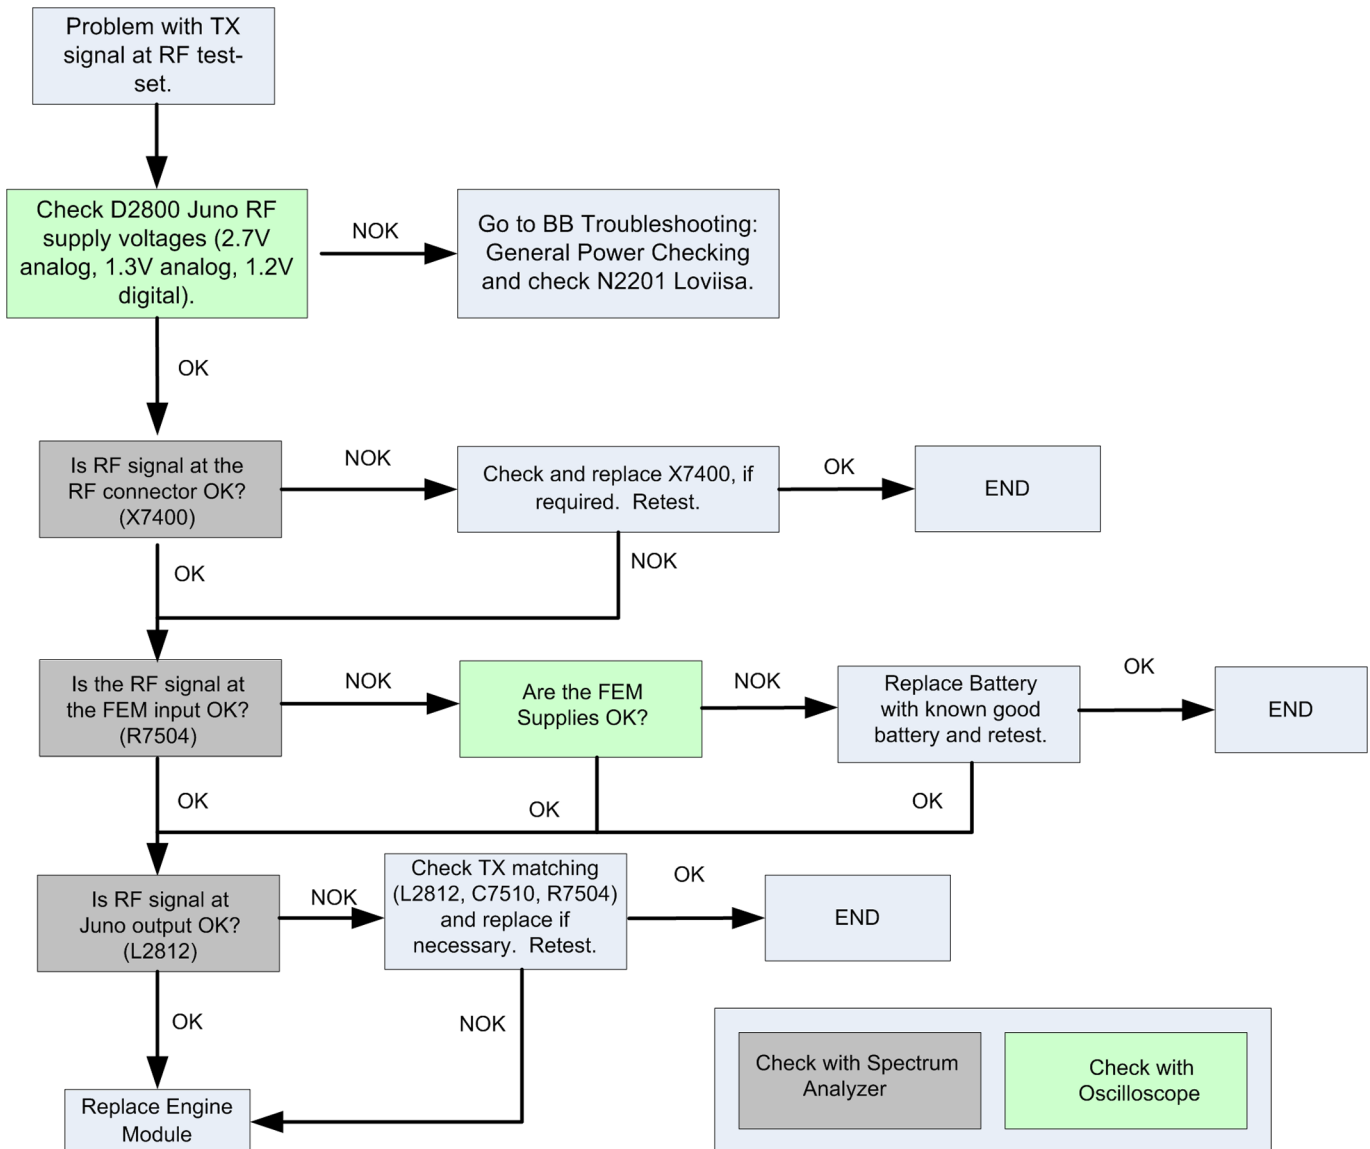 Problem with TX
signal at RF test-
set.
Check D2800 Juno RF
supply voltages (2.7V
analog, 1.3V analog, 1.2V
digital).
NOK
Go to BB Troubleshooting:
General Power Checking
and check N2201 Loviisa.
OK
Is RF signal at the
RF connector OK?
(X7400)
NOK
Check and replace X7400, if
required. Retest.
OK
END
OK
NOK
Is the RF signal at
the FEM input OK?
(R7504)
NOK
Are the FEM
Supplies OK?
NOK
Replace Battery
with known good
battery and retest.
OK
END
OK
OK
OK
Is RF signal at
Juno output OK?
(L2812)
NOK
Check TX matching
(L2812, C7510, R7504)
and replace if
necessary. Retest.
OK
END
OK
NOK
Replace Engine
Module
Check with Spectrum
Analyzer
Check with
Oscilloscope